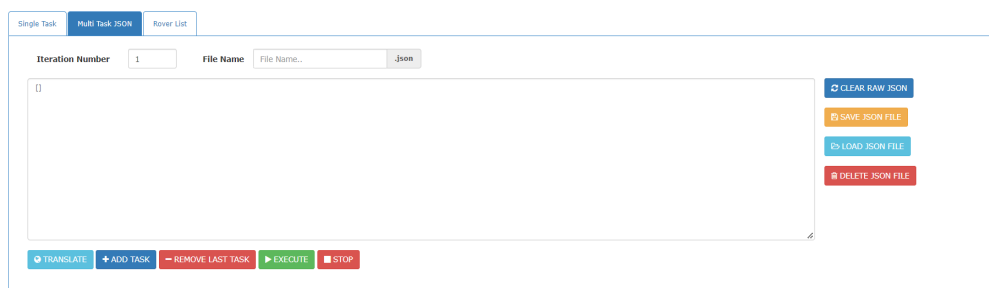 Single Task Multi Task JSON Rover List
Iteration Number 1 File Name File Name.. .json
[]
CLEAR RAW JSON
SAVE JSON FILE
LOAD JSON FILE
DELETE JSON FILE
TRANSLATE ADD TASK REMOVE LAST TASK EXECUTE STOP